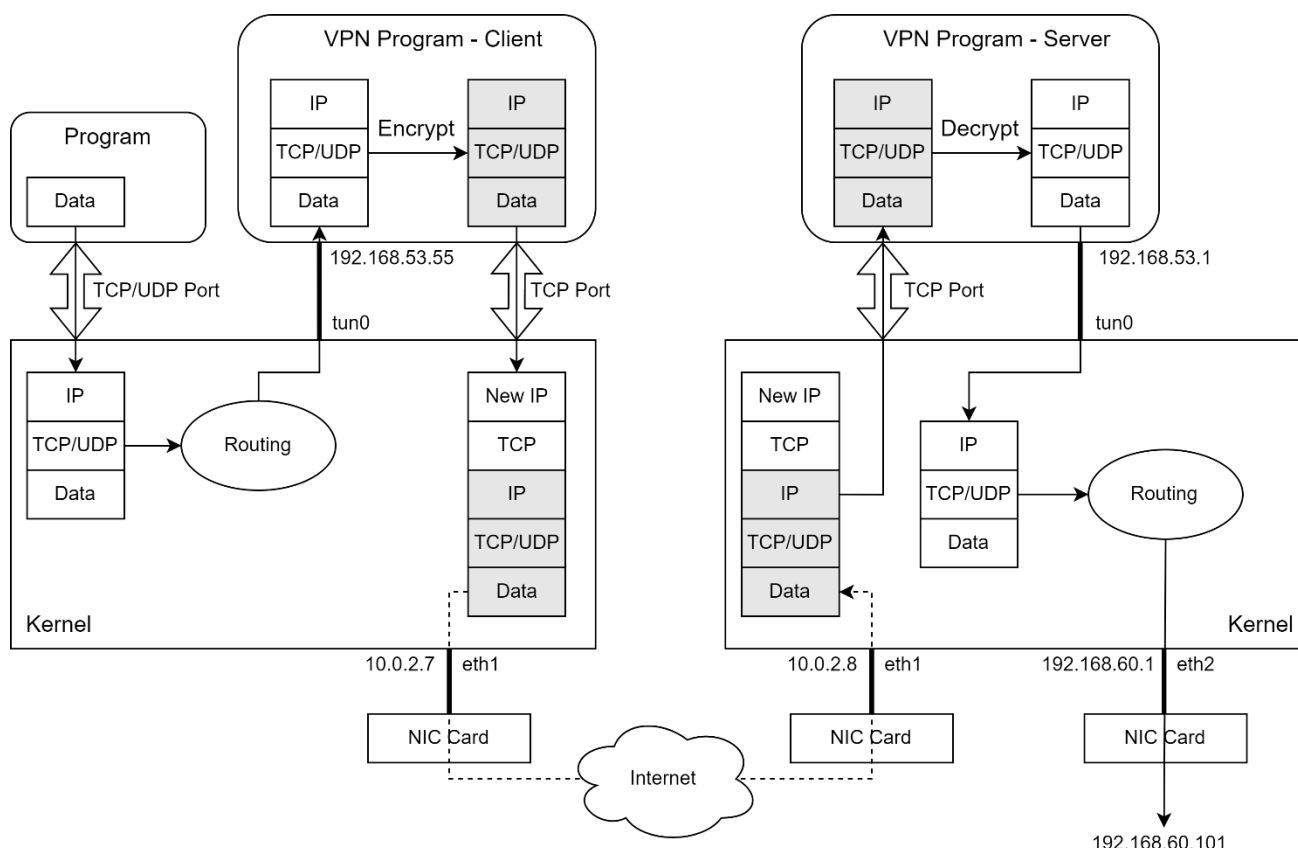 VPN Program - Client
IP
TCP/UDP
Data
Encrypt
IP
TCP/UDP
Data
Program
Data
192.168.53.55
TCP/UDP Port
TCP Port
tun0
IP
TCP/UDP
Data
Routing
New IP
TCP
IP
TCP/UDP
Data
Kernel
10.0.2.7
eth1
NIC Card
Internet
VPN Program - Server
IP
TCP/UDP
Data
Decrypt
IP
TCP/UDP
Data
192.168.53.1
TCP Port
tun0
New IP
TCP
IP
TCP/UDP
Data
IP
TCP/UDP
Data
Routing
Kernel
10.0.2.8
eth1
192.168.60.1
eth2
NIC Card
NIC Card
192.168.60.101